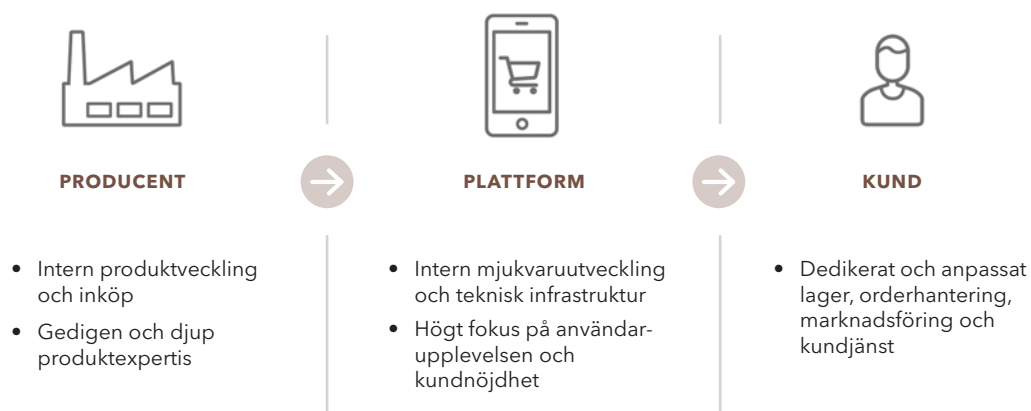 PRODUCENT
PLATTFORM
KUND
• Intern produktveckling
och inköp
• Gedigen och djup
produktexpertis
• Intern mjukvaruutveckling
och teknisk infrastruktur
• Högt fokus på användar-
upplevelsen och
kundnöjdhet
• Dedikerat och anpassat
lager, orderhantering,
marknadsföring och
kundjänst